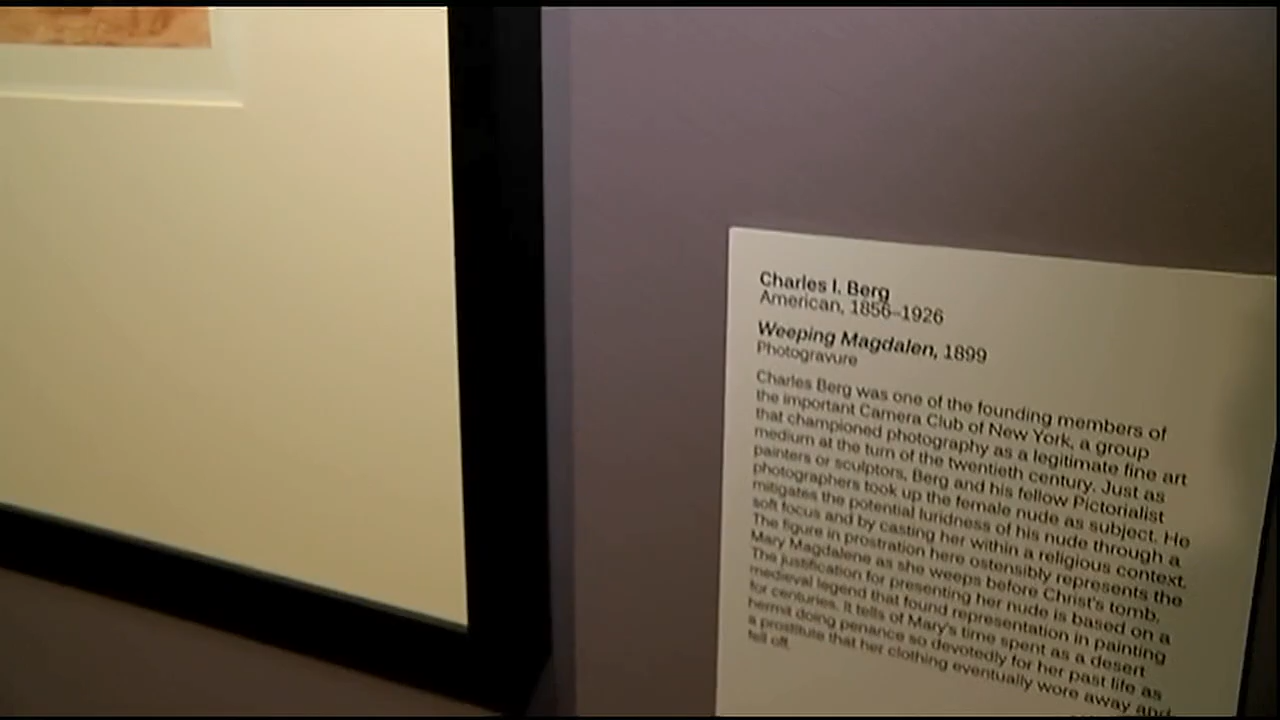 Charles I. Berg
American, 1856–1926
Weeping Magdalen, 1899
Photogravure
Charles Berg was one of the founding members of
the important Camera Club of New York, a group
that championed photography as a legitimate fine art
medium at the turn of the twentieth century. Just as
painters or sculptors, Berg and his fellow Pictorialist
photographers took up the female nude as subject. He
mitigates the potential luridness of his nude through a
soft focus and by casting her within a religious context.
The figure in prostration here ostensibly represents the
Mary Magdalene as she weeps before Christ's tomb.
The justification for presenting her nude is based on a
medieval legend that found representation in painting
for centuries. It tells of Mary's time spent as a desert
hermit doing penance so devotedly for her past life as
a prostitute that her clothing eventually wore away and
fell off.